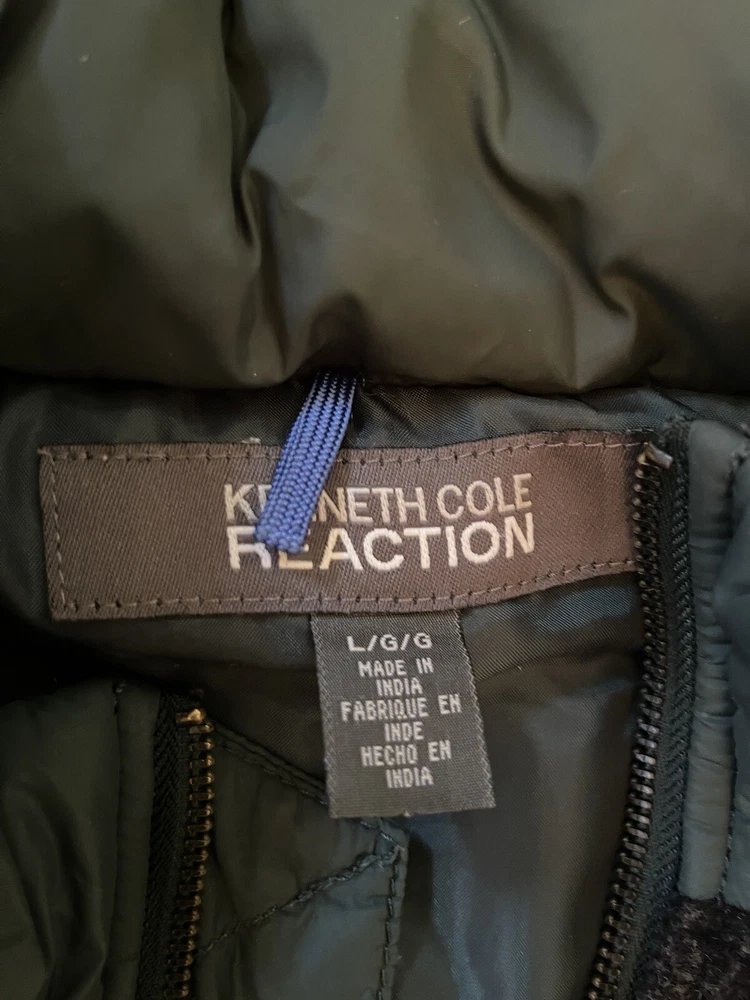 KENNETH COLE
REACTION
L/G/G
MADE IN
INDIA
FABRIQUE EN
INDE
HECHO EN
INDIA